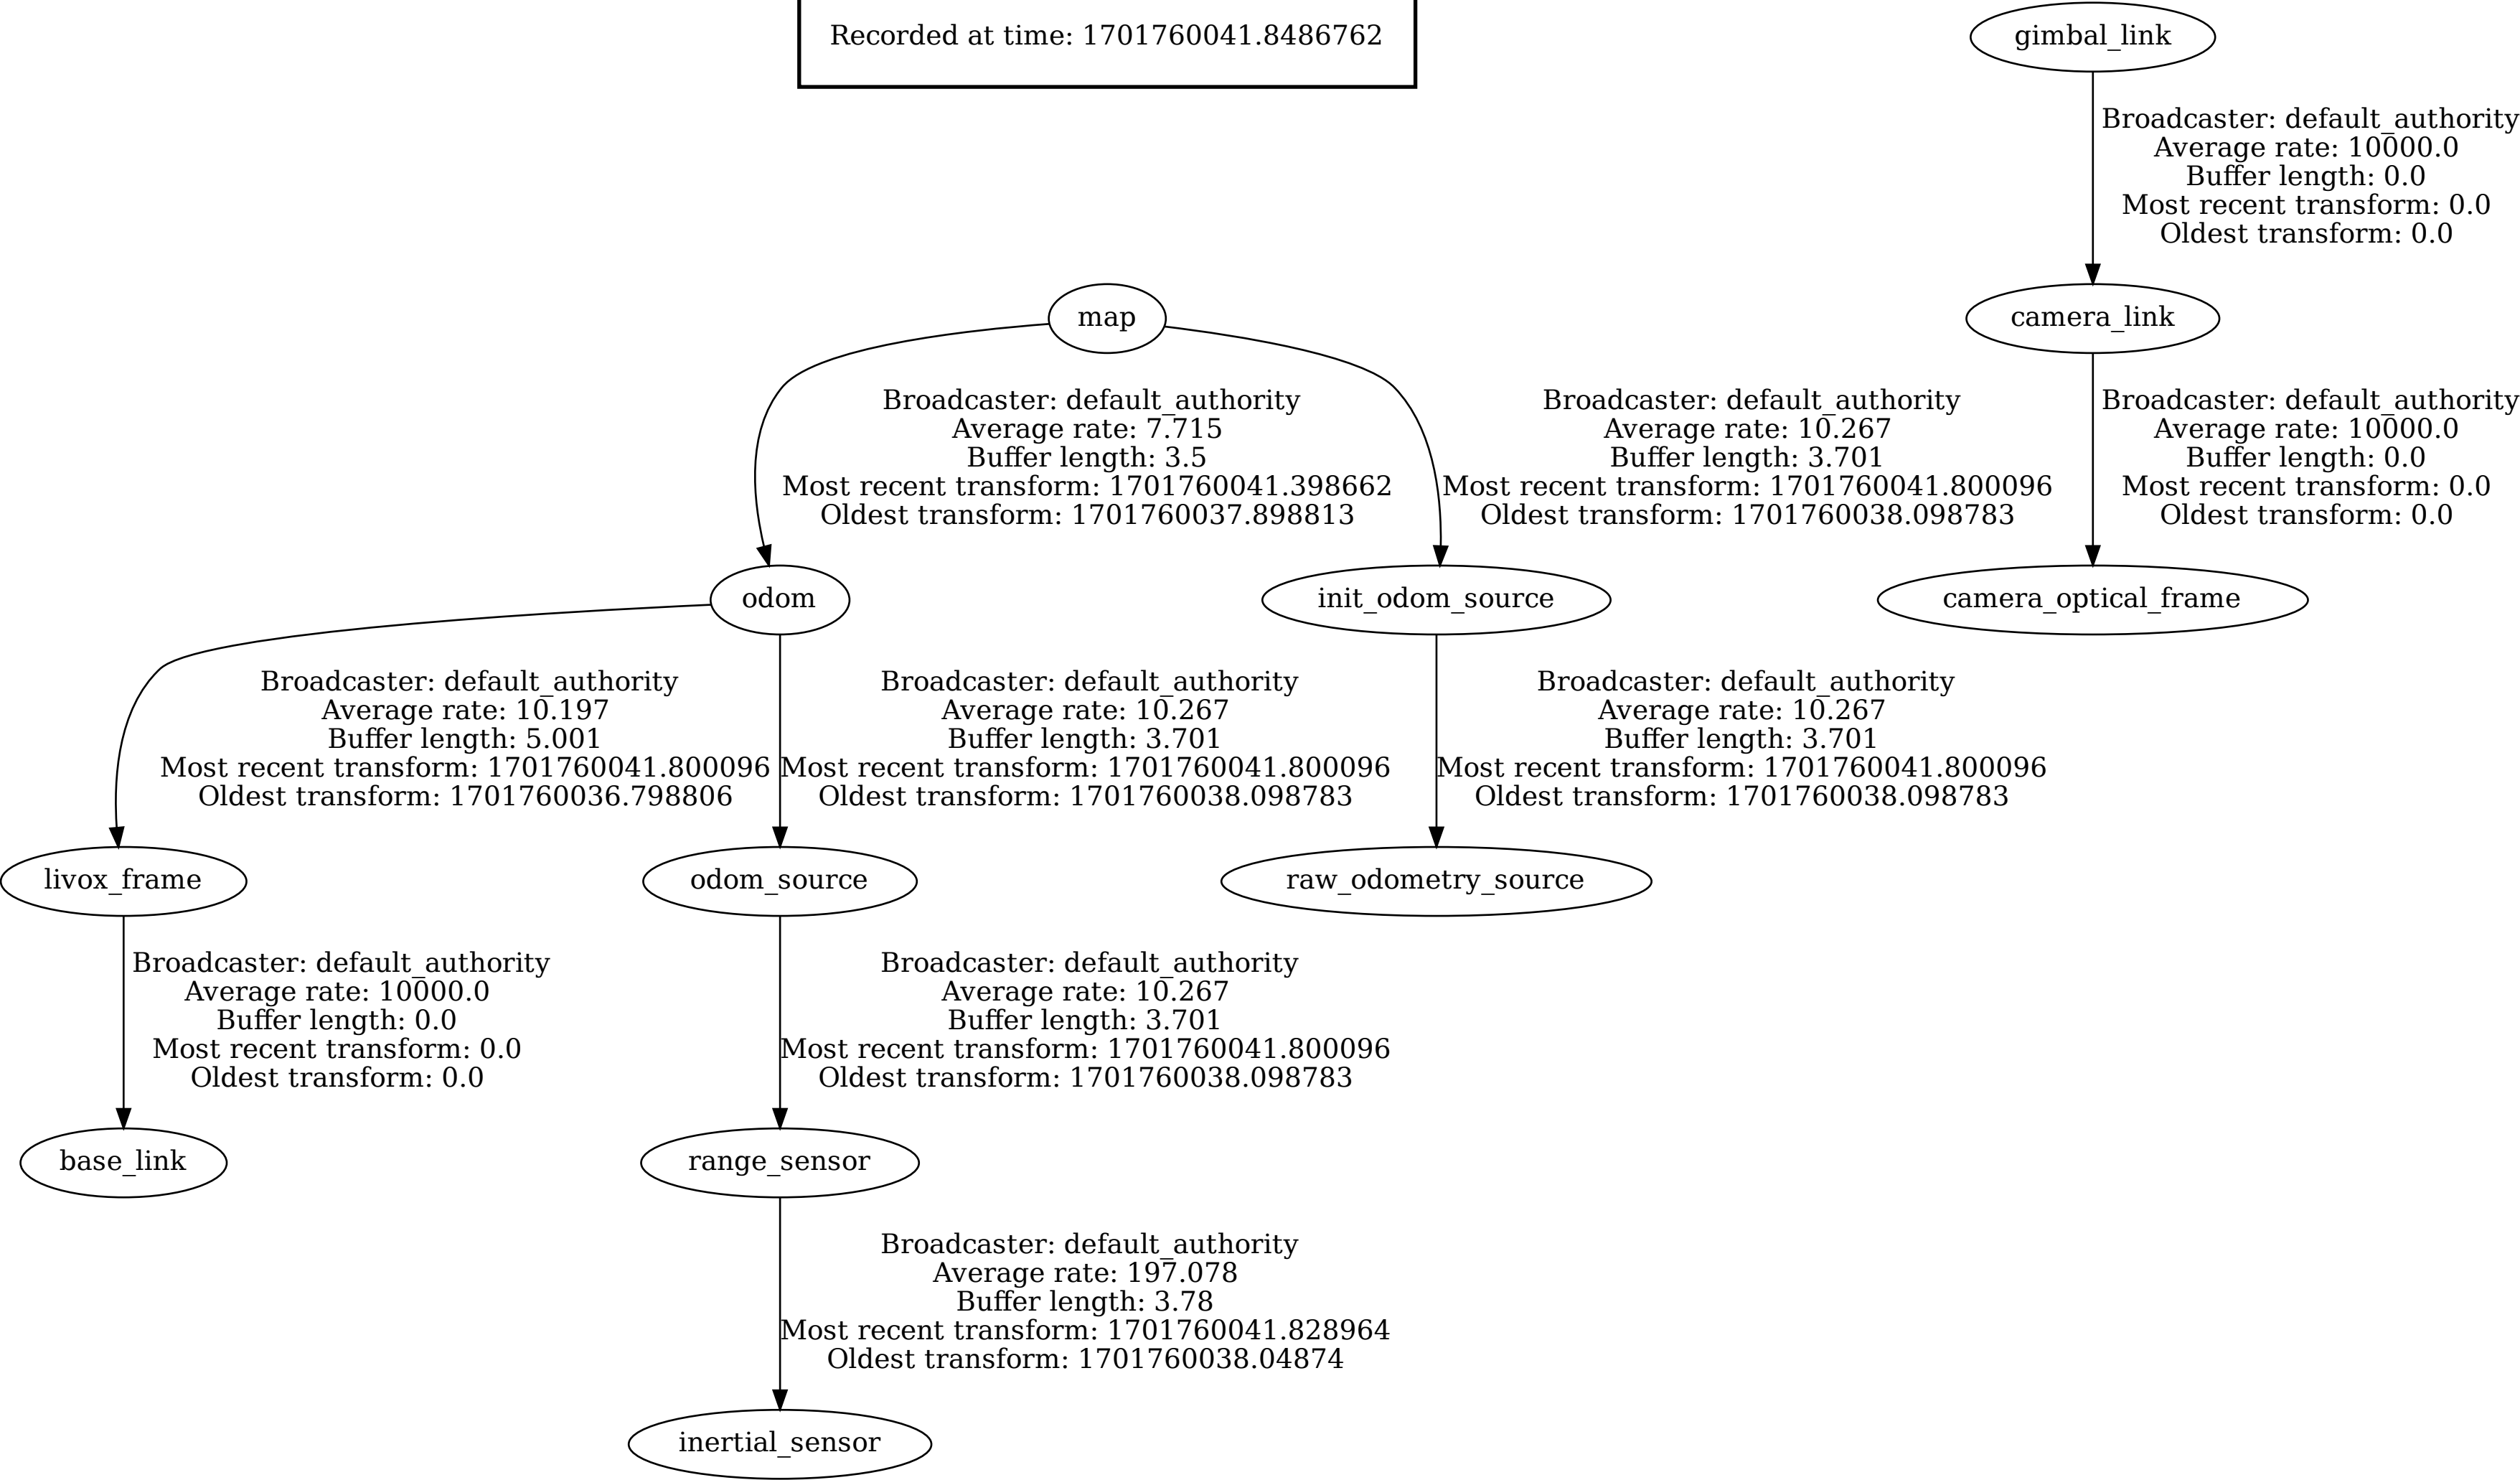 Recorded at time: 1701760041.8486762
gimbal_link
Broadcaster: default_authority
Average rate: 10000.0
Buffer length: 0.0
Most recent transform: 0.0
Oldest transform: 0.0
map
camera_link
Broadcaster: default_authority
Average rate: 7.715
Buffer length: 3.5
Most recent transform: 1701760041.398662
Oldest transform: 1701760037.898813
Broadcaster: default_authority
Average rate: 10.267
Buffer length: 3.701
Most recent transform: 1701760041.800096
Oldest transform: 1701760038.098783
Broadcaster: default_authority
Average rate: 10000.0
Buffer length: 0.0
Most recent transform: 0.0
Oldest transform: 0.0
odom
init_odom_source
camera_optical_frame
Broadcaster: default_authority
Average rate: 10.197
Buffer length: 5.001
Most recent transform: 1701760041.800096
Oldest transform: 1701760036.798806
Broadcaster: default_authority
Average rate: 10.267
Buffer length: 3.701
Most recent transform: 1701760041.800096
Oldest transform: 1701760038.098783
Broadcaster: default_authority
Average rate: 10.267
Buffer length: 3.701
Most recent transform: 1701760041.800096
Oldest transform: 1701760038.098783
livox_frame
odom_source
raw_odometry_source
Broadcaster: default_authority
Average rate: 10000.0
Buffer length: 0.0
Most recent transform: 0.0
Oldest transform: 0.0
Broadcaster: default_authority
Average rate: 10.267
Buffer length: 3.701
Most recent transform: 1701760041.800096
Oldest transform: 1701760038.098783
base_link
range_sensor
Broadcaster: default_authority
Average rate: 197.078
Buffer length: 3.78
Most recent transform: 1701760041.828964
Oldest transform: 1701760038.04874
inertial_sensor